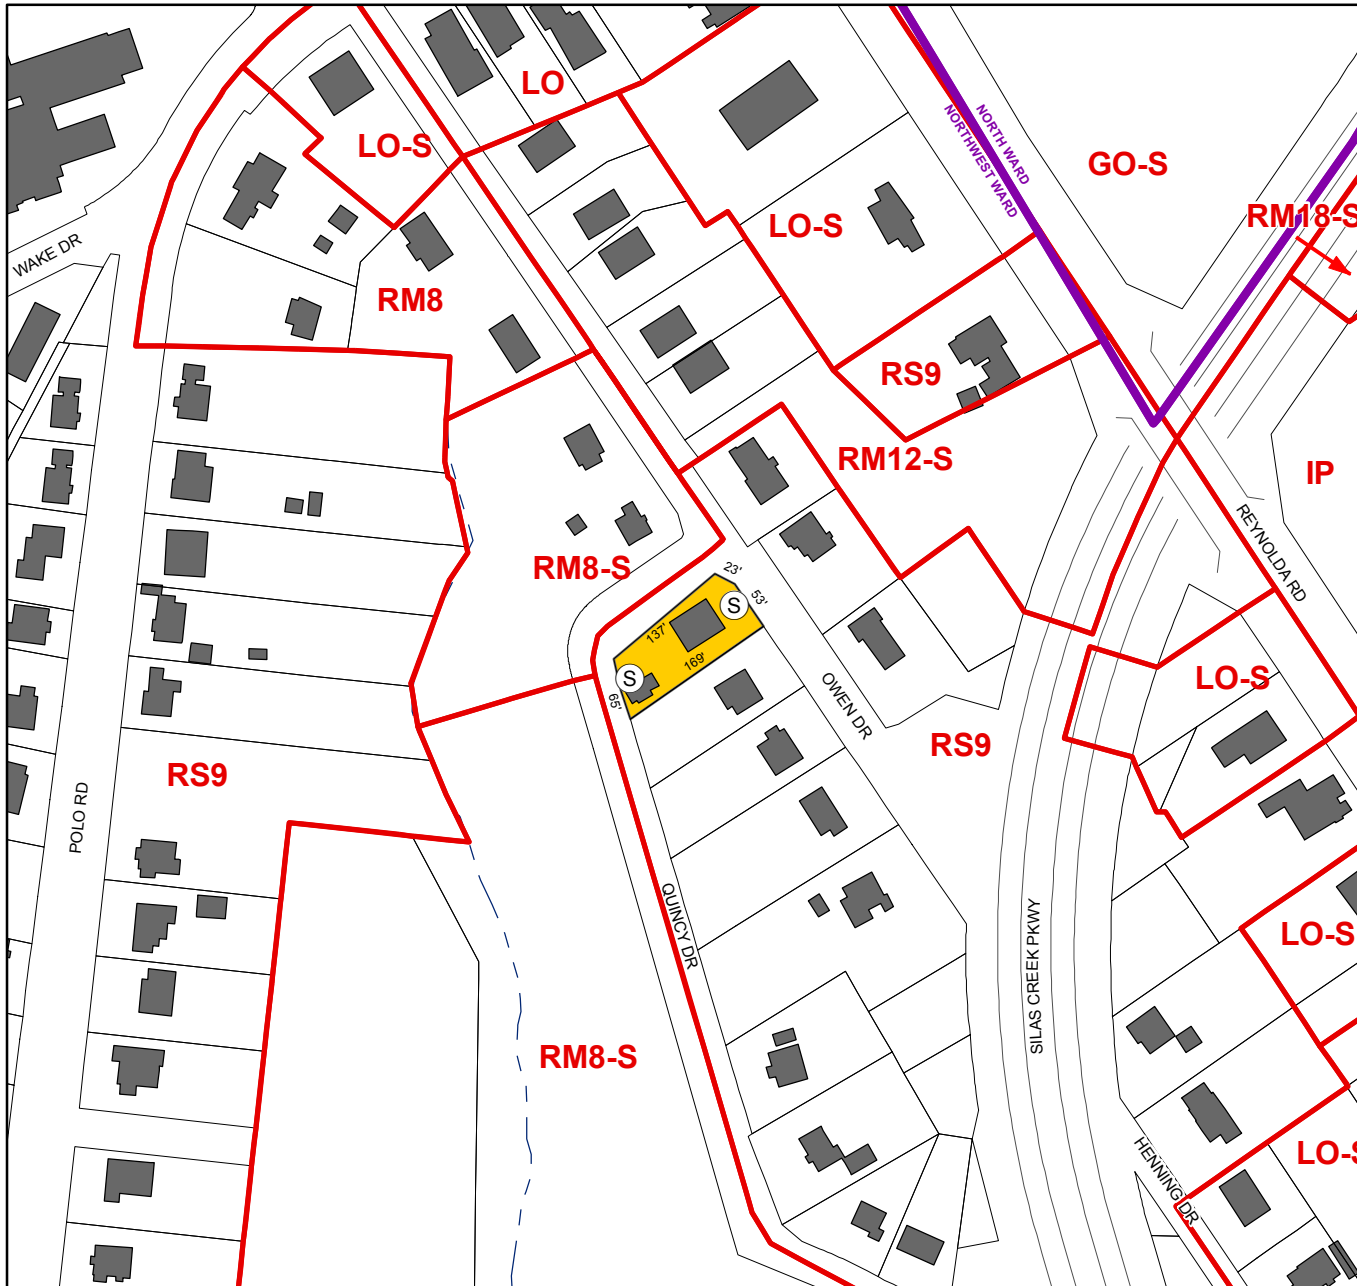 LO
LO-S
GO-S
NORTH WARD
NORTHWEST WARD
RM18-S
LO-S
WAKE DR
RM8
RS9
RM12-S
IP
REYNOLDA RD
RM8-S
23'
53'
S
137'
169'
S
65'
OWEN DR
LO-S
RS9
RS9
POLO RD
QUINCY DR
SILAS CREEK PKWY
LO-S
RM8-S
HENNING DR
LO-S